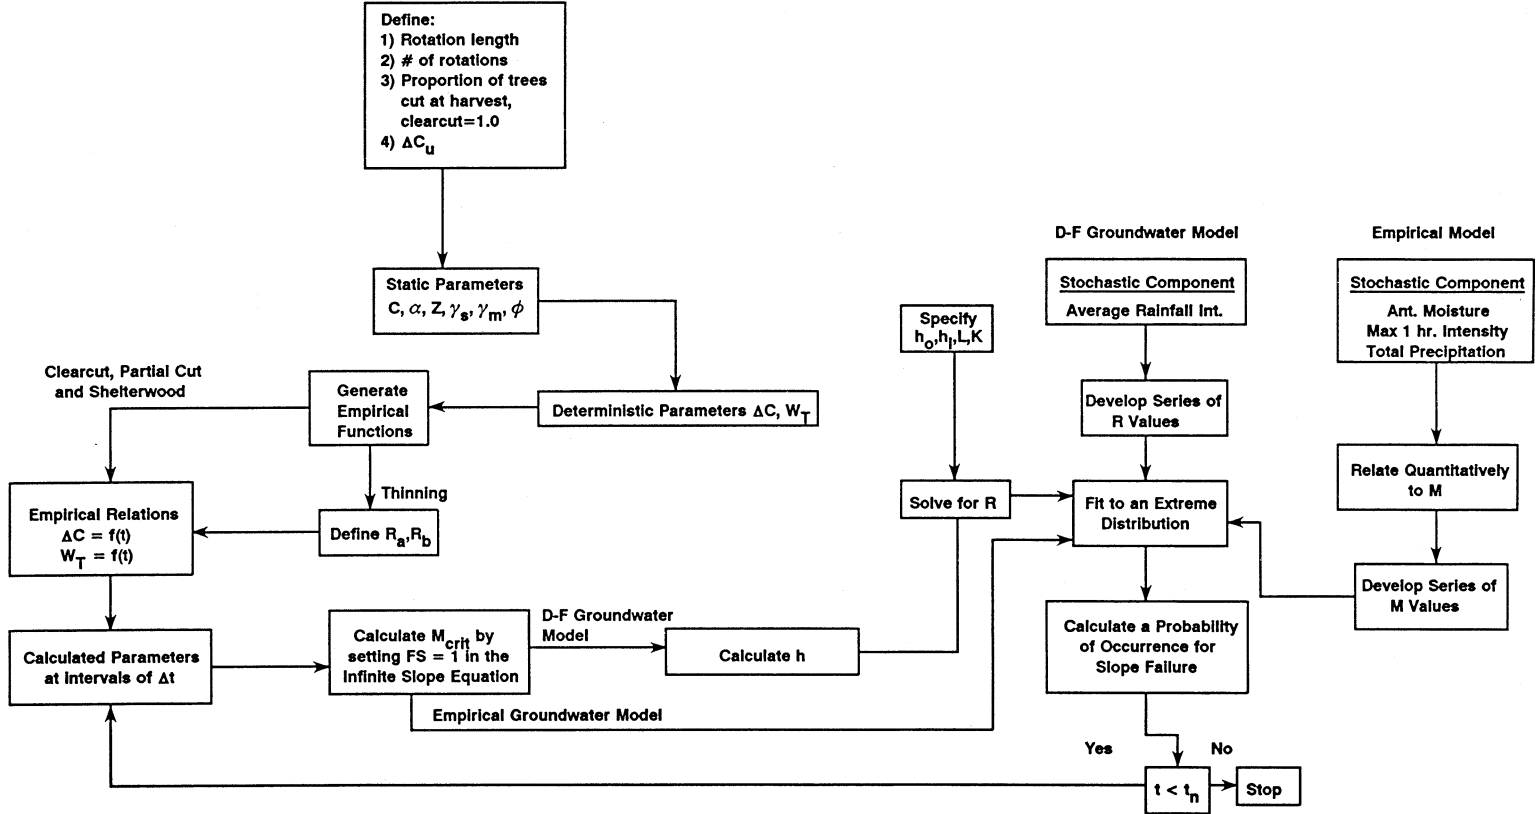 Define:
1) Rotation length
2) # of rotations
3) Proportion of trees
cut at harvest,
clearcut=1.0
4) ΔCu
Static Parameters
C, α, Z, γs, γm, ϕ
Deterministic Parameters ΔC, WT
Generate
Empirical
Functions
Clearcut, Partial Cut
and Shelterwood
Thinning
Define Ra,Rb
Empirical Relations
ΔC = f(t)
WT = f(t)
Calculated Parameters
at intervals of Δt
Calculate Mcrit by
setting FS = 1 in the
Infinite Slope Equation
D-F Groundwater
Model
Calculate h
Empirical Groundwater Model
Specify
ho,hl,L,K
Solve for R
D-F Groundwater Model
Stochastic Component
Average Rainfall Int.
Develop Series of
R Values
Fit to an Extreme
Distribution
Calculate a Probability
of Occurrence for
Slope Failure
Empirical Model
Stochastic Component
Ant. Moisture
Max 1 hr. Intensity
Total Precipitation
Relate Quantitatively
to M
Develop Series of
M Values
Yes
No
t < tn
Stop